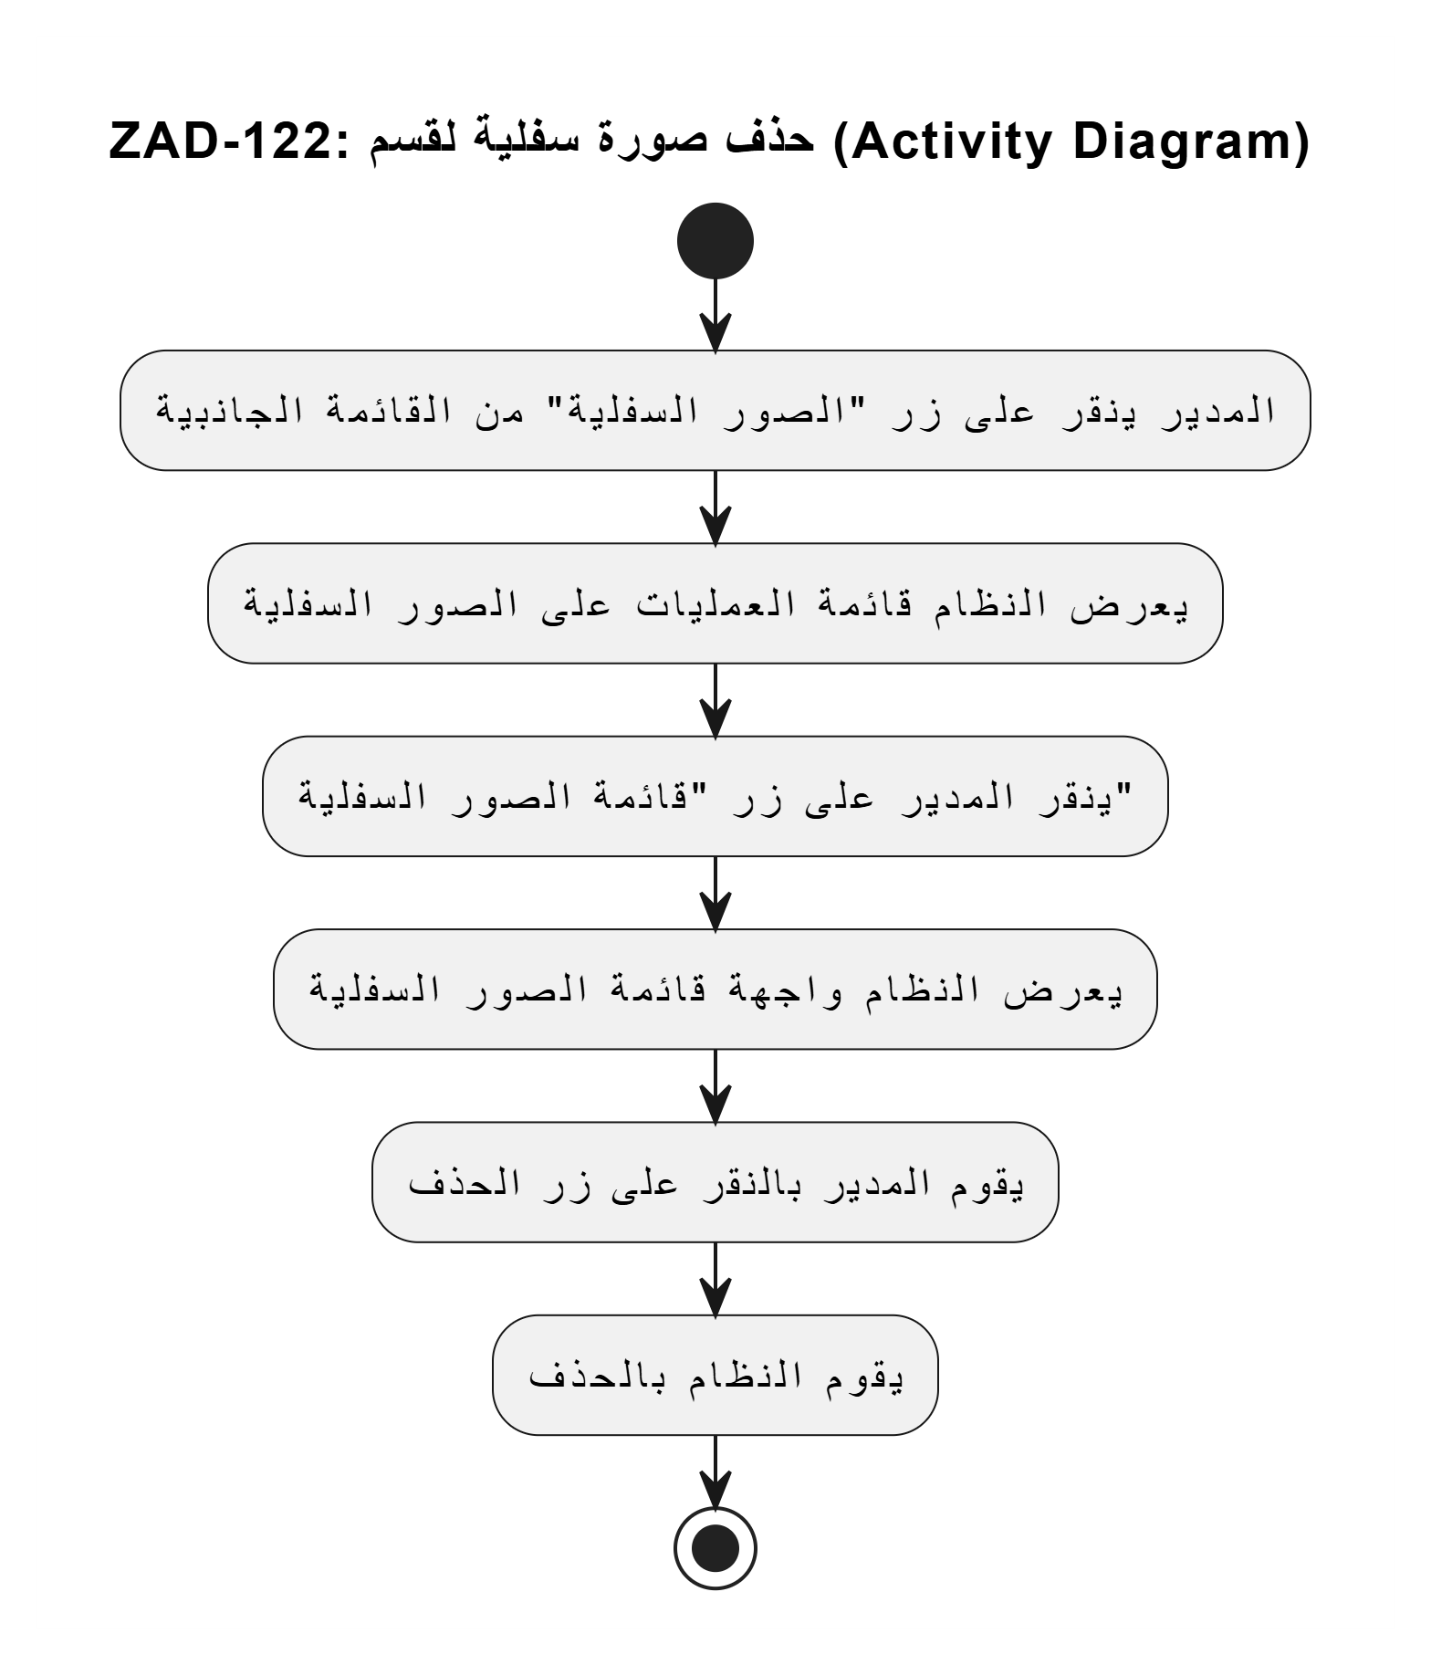 ZAD-122: حذف صورة سفلية لقسم (Activity Diagram)
المدير ينقر على زر "الصور السفلية" من القائمة الجانبية
يعرض النظام قائمة العمليات على الصور السفلية
ينقر المدير على زر "قائمة الصور السفلية"
يعرض النظام واجهة قائمة الصور السفلية
يقوم المدير بالنقر على زر الحذف
يقوم النظام بالحذف